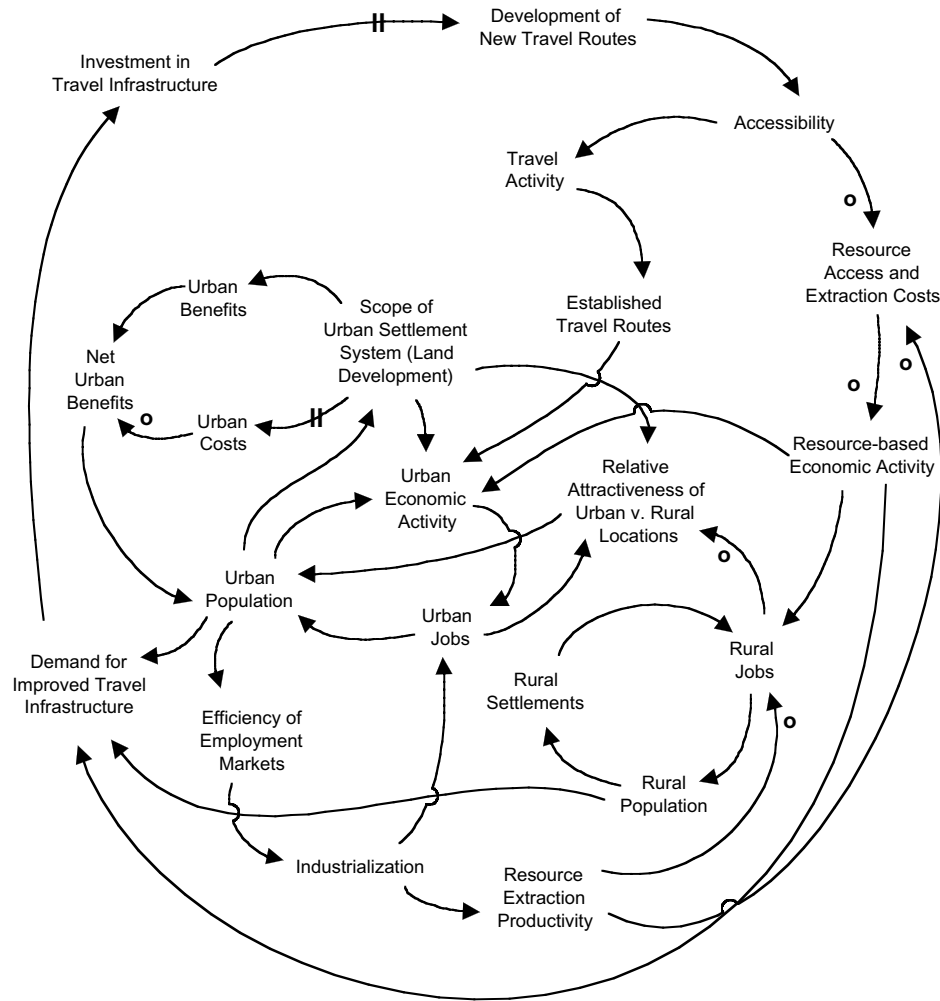 Development of
New Travel Routes
Investment in
Travel Infrastructure
Accessibility
Travel
Activity
o
Resource
Access and
Extraction Costs
Urban
Benefits
Scope of
Urban Settlement
System (Land
Development)
Established
Travel Routes
Net
Urban
Benefits
o
Urban
Costs
o
o
Resource-based
Economic Activity
Urban
Economic
Activity
Relative
Attractiveness of
Urban v. Rural
Locations
o
Urban
Population
Urban
Jobs
Rural
Jobs
Demand for
Improved Travel
Infrastructure
Rural
Settlements
o
Efficiency of
Employment
Markets
Rural
Population
Industrialization
Resource
Extraction
Productivity